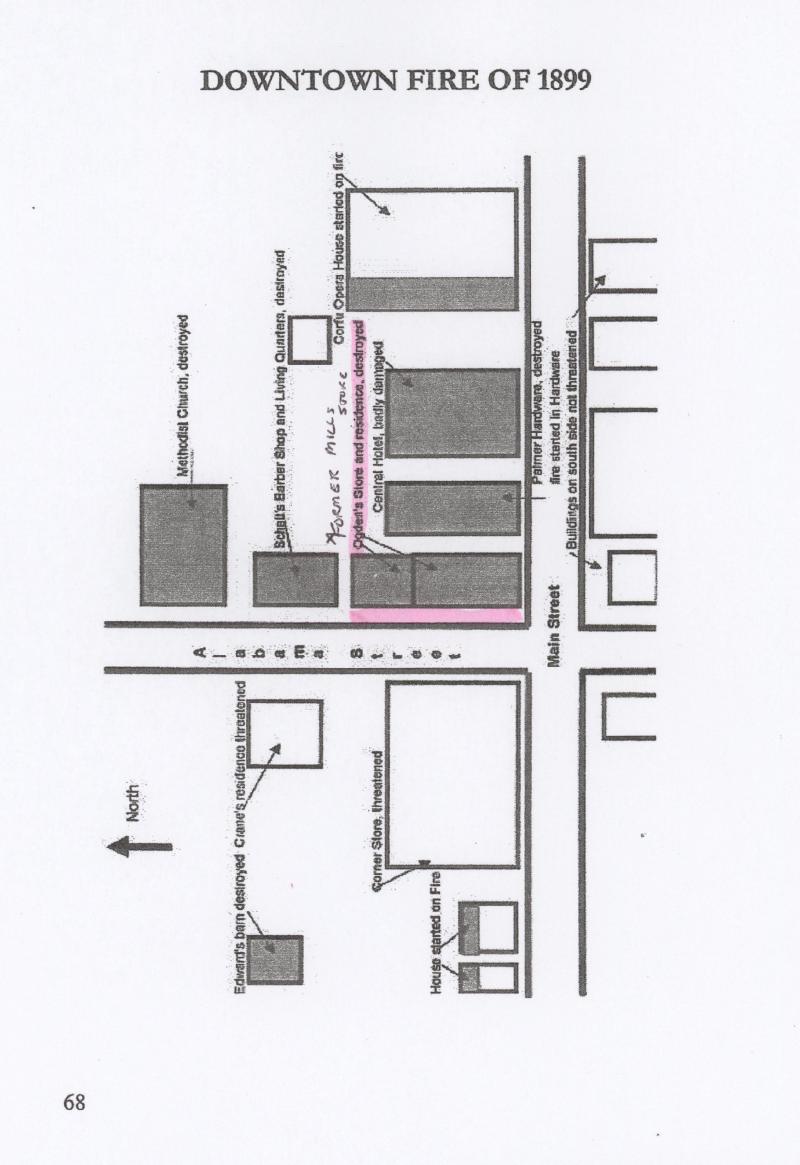 DOWNTOWN FIRE OF 1899
Corfu Opera House started on fire
Schalt's Barber Shop and Living Quarters, destroyed
Methodist Church, destroyed
*FORMER MILLS
STORE
Ogden's Store and residence, destroyed
Central Hotel, badly damaged
Palmer Hardware, destroyed
fire started in Hardware
Buildings on south side not threatened
Main Street
Alabama Street
North
Crane's residence threatened
Edward's barn destroyed
Corner Store, threatened
House started on Fire
68